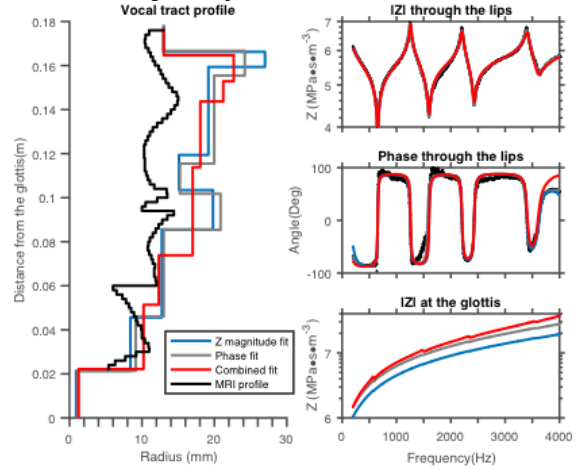 Vocal tract profile
0.18
0.16
0.14
0.12
0.1
0.08
0.06
0.04
0.02
0
Distance from the glottis(m)
0
10
20
30
Radius (mm)
Z magnitude fit
Phase fit
Combined fit
MRI profile
|Z| through the lips
7
6
5
4
Z (MPa•s•m⁻³)
Phase through the lips
100
0
-100
Angle(Deg)
|Z| at the glottis
7
6
Z (MPa•s•m⁻³)
0
1000
2000
3000
4000
Frequency(Hz)